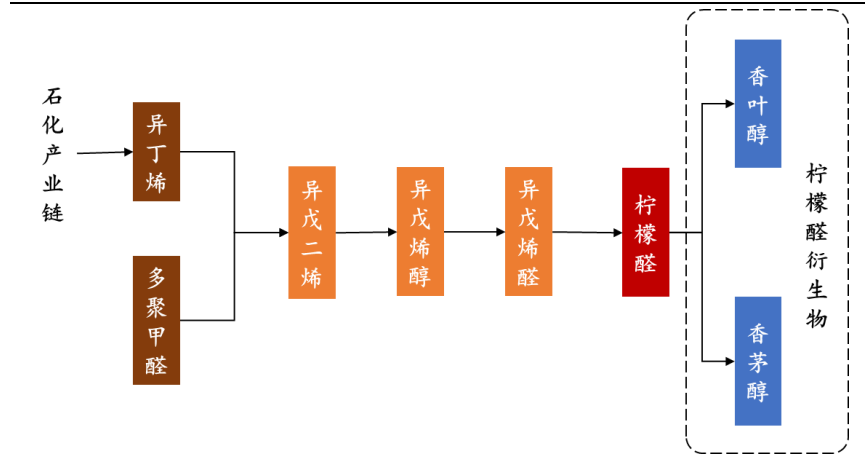 石化产业链
异丁烯
多聚甲醛
异戊二烯
异戊烯醇
异戊烯醛
柠檬醛
香叶醇
香茅醇
柠檬醛衍生物